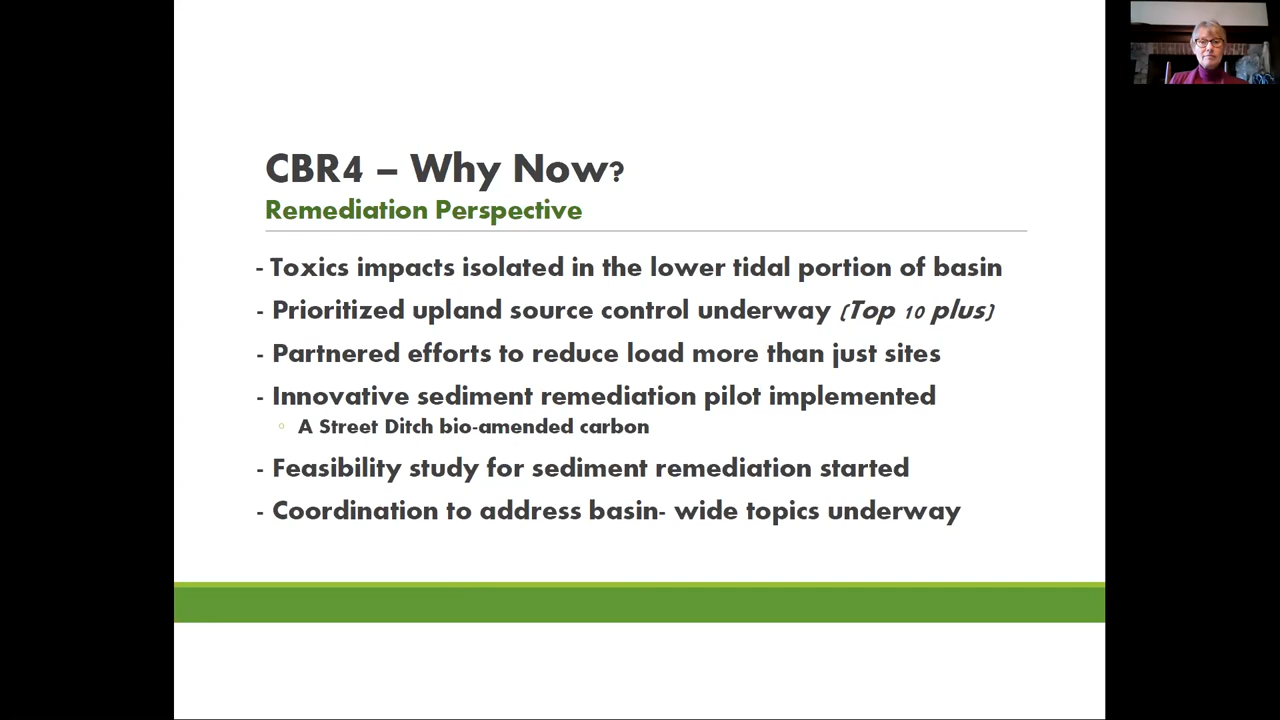 CBR4 – Why Now?
Remediation Perspective
- Toxics impacts isolated in the lower tidal portion of basin
- Prioritized upland source control underway (Top 10 plus)
- Partnered efforts to reduce load more than just sites
- Innovative sediment remediation pilot implemented
◦ A Street Ditch bio-amended carbon
- Feasibility study for sediment remediation started
- Coordination to address basin- wide topics underway